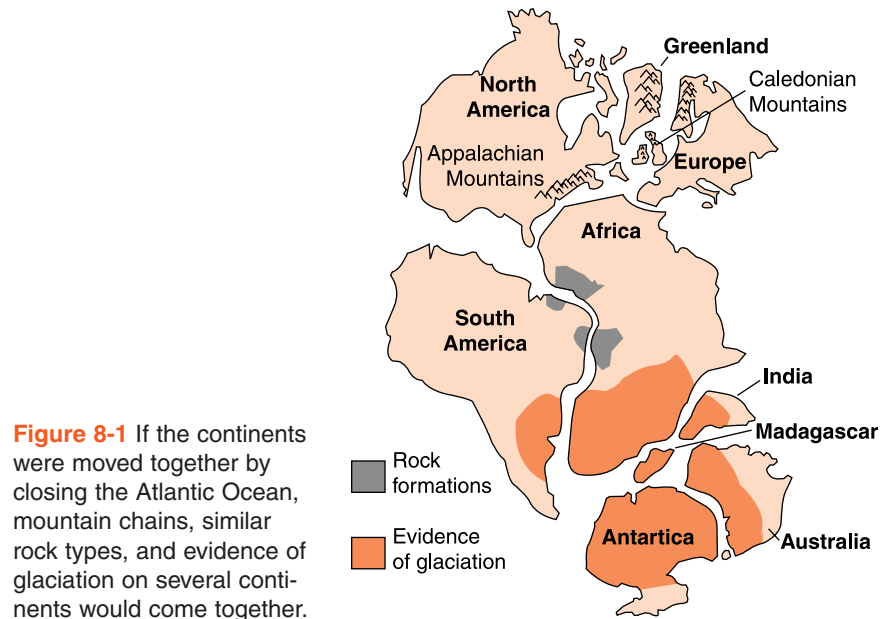 Greenland
Caledonian
Mountains
North
America
Appalachian
Mountains
Europe
Africa
South
America
India
Madagascar
Rock
formations
Evidence
of glaciation
Antartica
Australia
Figure 8-1 If the continents
were moved together by
closing the Atlantic Ocean,
mountain chains, similar
rock types, and evidence of
glaciation on several conti-
nents would come together.